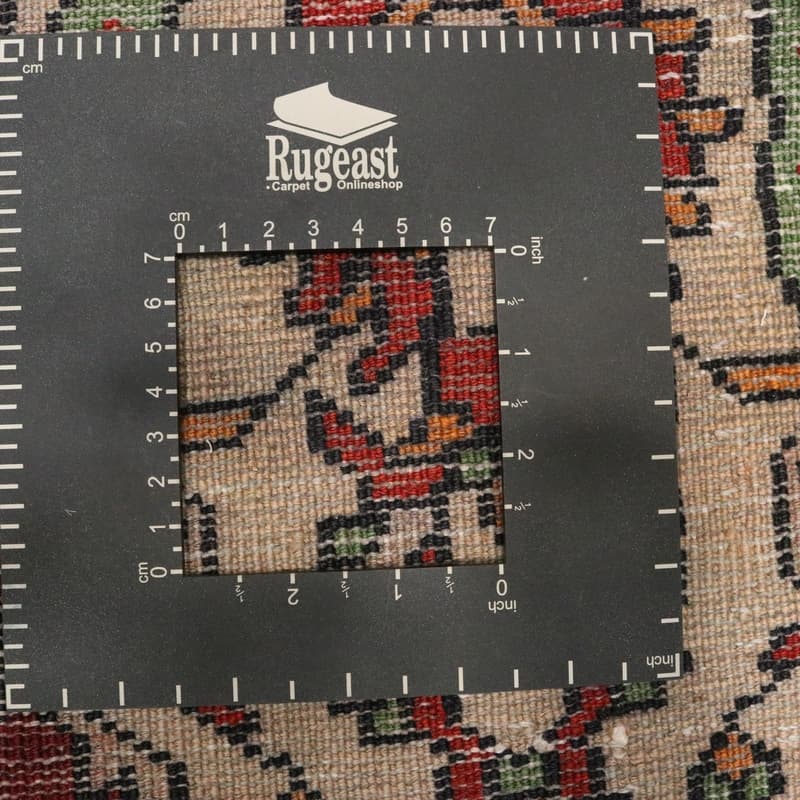 cm
Rugeast
Carpet Onlineshop
cm
0 1 2 3 4 5 6 7
7 6 5 4 3 2 1 0
cm
0 ½ 1 ½ 2 ½
inch
2 ½ 1 ½ 0
½
inch
inch